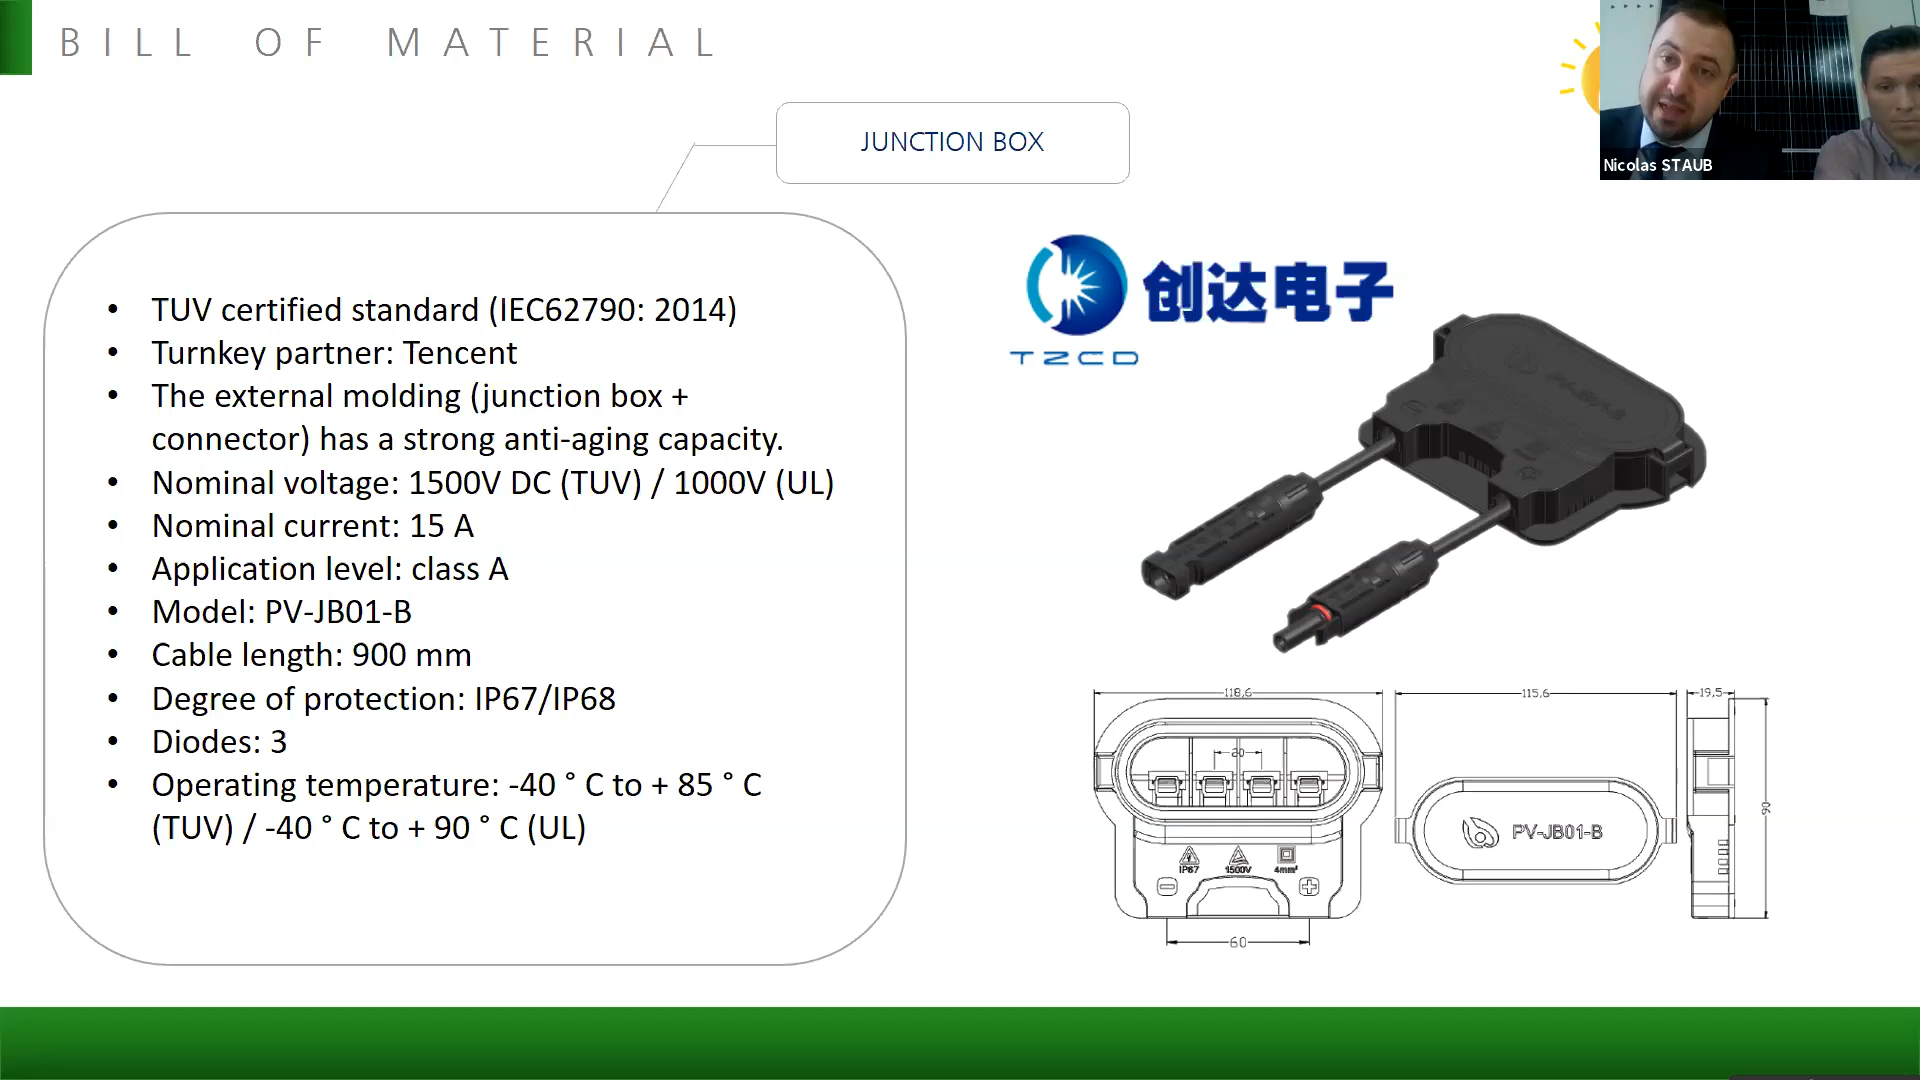 BILL OF MATERIAL
JUNCTION BOX
Nicolas STAUB
• TUV certified standard (IEC62790: 2014)
• Turnkey partner: Tencent
• The external molding (junction box +
connector) has a strong anti-aging capacity.
• Nominal voltage: 1500V DC (TUV) / 1000V (UL)
• Nominal current: 15 A
• Application level: class A
• Model: PV-JB01-B
• Cable length: 900 mm
• Degree of protection: IP67/IP68
• Diodes: 3
• Operating temperature: -40 ° C to + 85 ° C
(TUV) / -40 ° C to + 90 ° C (UL)
创达电子
TZCD
118,6
115,6
19,5
20
90
PV-JB01-B
IP67
1500V
4mm²
60